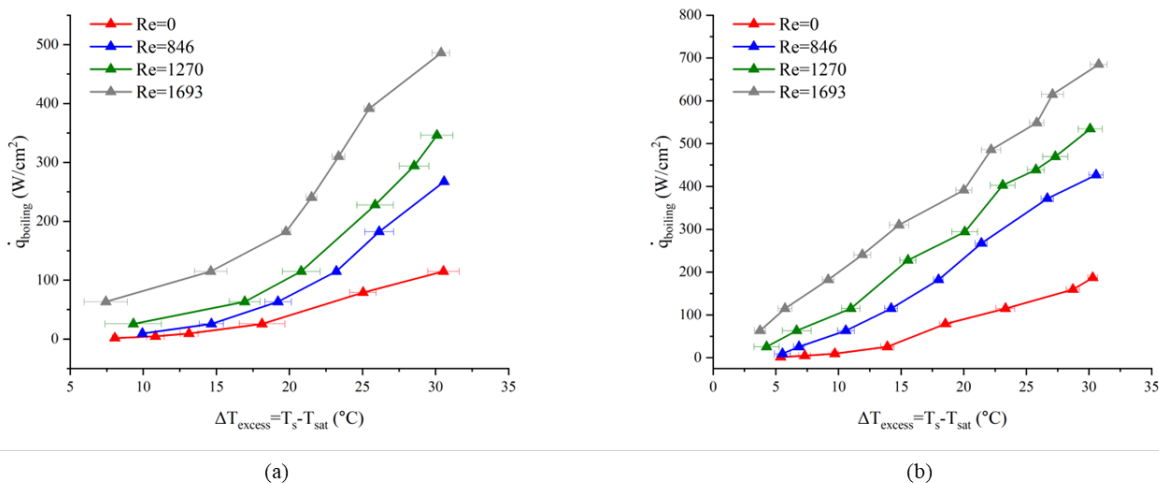 Re=0
Re=846
Re=1270
Re=1693
500
400
300
200
100
0
q̇boiling (W/cm²)
5 10 15 20 25 30 35
ΔTexcess=Ts-Tsat (°C)
(a)
Re=0
Re=846
Re=1270
Re=1693
800
700
600
500
400
300
200
100
0
q̇boiling (W/cm²)
0 5 10 15 20 25 30 35
ΔTexcess=Ts-Tsat (°C)
(b)